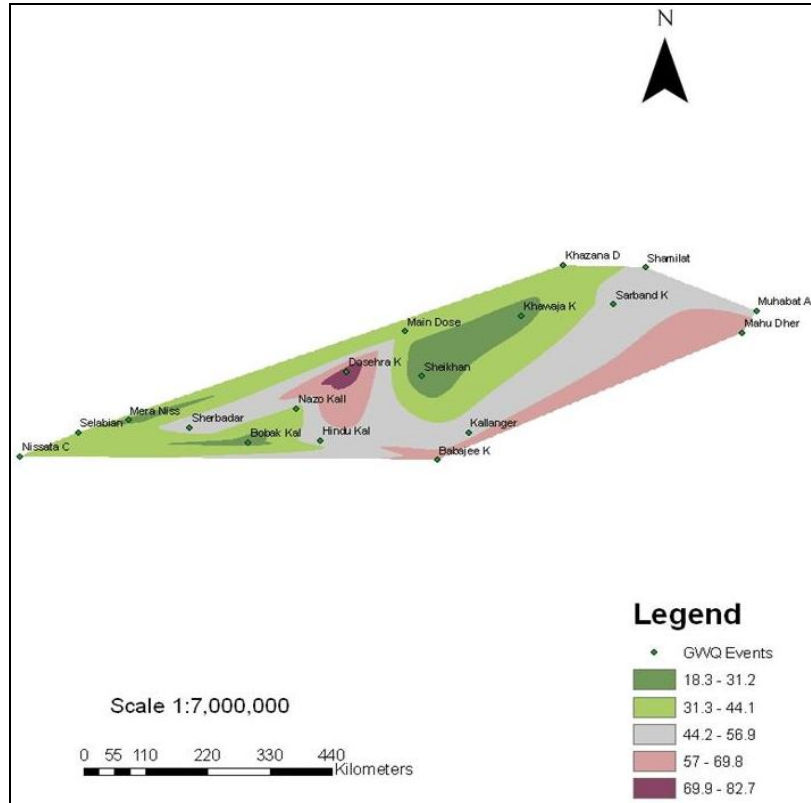 N
Khazana D
Shamilat
Sarband K
Muhabat A
Khawaja K
Mahu Dher
Main Dose
Dosehra K
Sheikhan
Nazo Kall
Mera Niss
Sherbadar
Selabian
Kallanger
Bobak Kal
Hindu Kal
Nissata C
Babajee K
Legend
GWQ Events
18.3 - 31.2
31.3 - 44.1
44.2 - 56.9
57 - 69.8
69.9 - 82.7
Scale 1:7,000,000
0 55 110 220 330 440
Kilometers